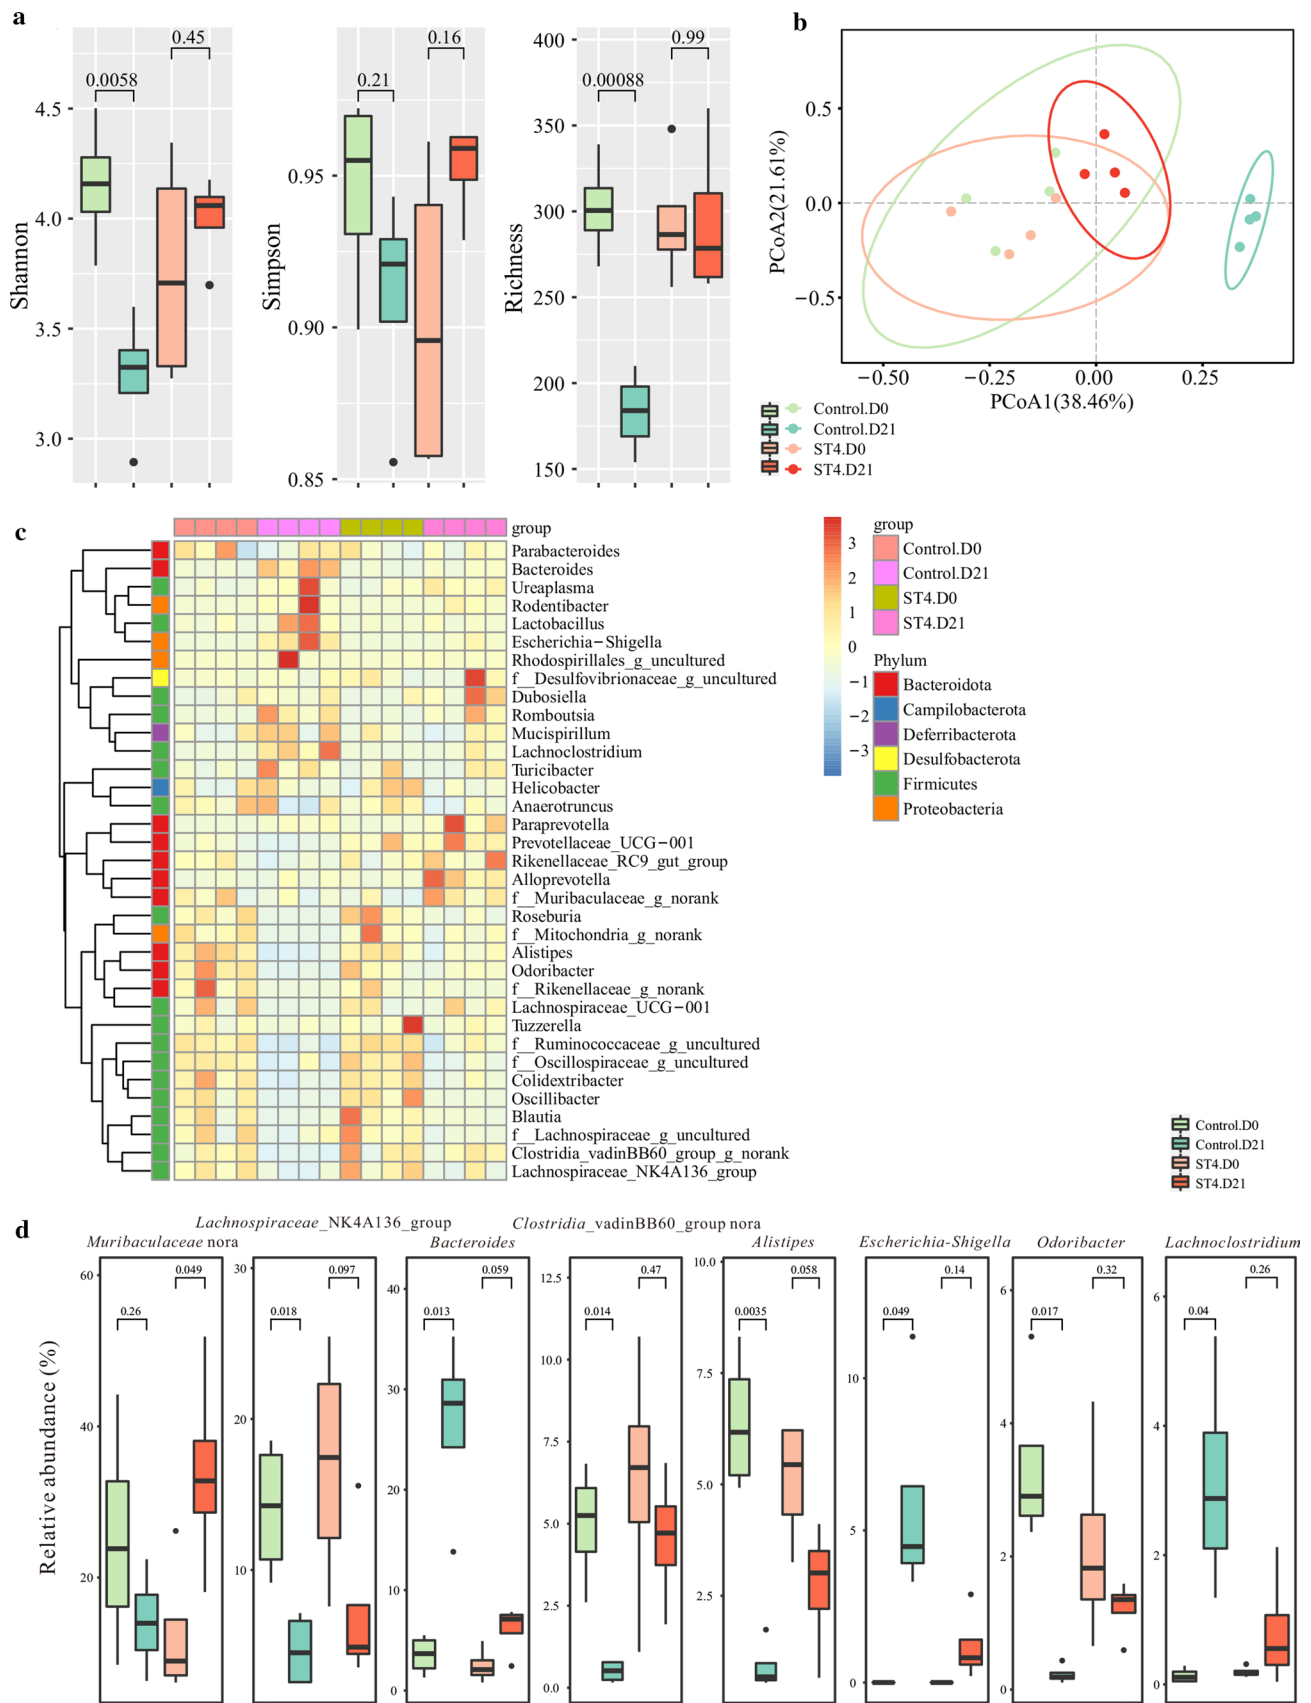 a
Shannon
4.5
4.0
3.5
3.0
0.0058
0.45
Simpson
0.95
0.90
0.85
0.21
0.16
Richness
400
350
300
250
200
150
0.00088
0.99
b
PCoA2(21.61%)
0.5
0.0
−0.5
−0.50
−0.25
0.00
0.25
PCoA1(38.46%)
Control.D0
Control.D21
ST4.D0
ST4.D21
c
group
Parabacteroides
Bacteroides
Ureaplasma
Rodentibacter
Lactobacillus
Escherichia−Shigella
Rhodospirillales_g_uncultured
f__Desulfovibrionaceae_g_uncultured
Dubosiella
Romboutsia
Mucispirillum
Lachnoclostridium
Turicibacter
Helicobacter
Anaerotruncus
Paraprevotella
Prevotellaceae_UCG−001
Rikenellaceae_RC9_gut_group
Alloprevotella
f__Muribaculaceae_g_norank
Roseburia
f__Mitochondria_g_norank
Alistipes
Odoribacter
f__Rikenellaceae_g_norank
Lachnospiraceae_UCG−001
Tuzzerella
f__Ruminococcaceae_g_uncultured
f__Oscillospiraceae_g_uncultured
Colidextribacter
Oscillibacter
Blautia
f__Lachnospiraceae_g_uncultured
Clostridia_vadinBB60_group_g_norank
Lachnospiraceae_NK4A136_group
3
2
1
0
−1
−2
−3
group
Control.D0
Control.D21
ST4.D0
ST4.D21
Phylum
Bacteroidota
Campilobacterota
Deferribacterota
Desulfobacterota
Firmicutes
Proteobacteria
Control.D0
Control.D21
ST4.D0
ST4.D21
d
Relative abundance (%)
Muribaculaceae nora
60
40
20
0.26
0.049
Lachnospiraceae_NK4A136_group
30
20
10
0.018
0.097
Bacteroides
40
30
20
10
0
0.013
0.059
Clostridia_vadinBB60_group nora
12.5
10.0
7.5
5.0
2.5
0.0
0.014
0.47
Alistipes
10.0
7.5
5.0
2.5
0.0035
0.058
Escherichia-Shigella
10
5
0
0.049
0.14
Odoribacter
6
4
2
0
0.017
0.32
Lachnoclostridium
6
4
2
0
0.04
0.26